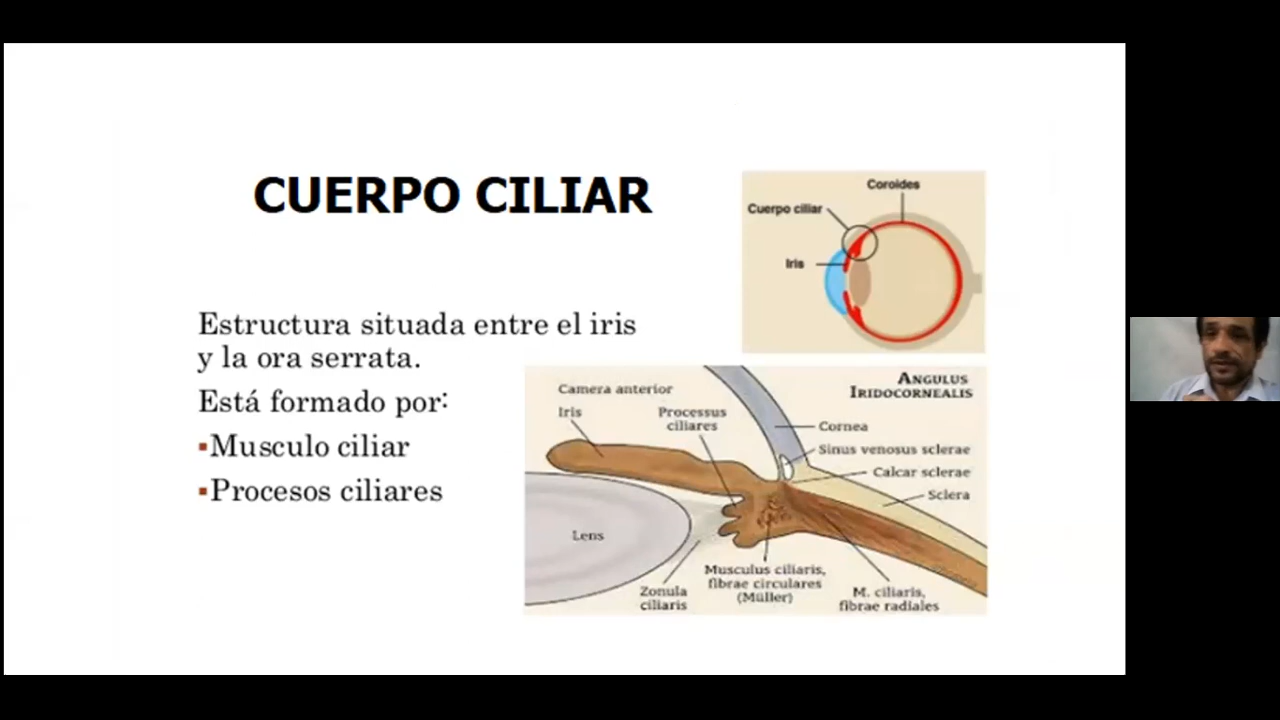 CUERPO CILIAR
Estructura situada entre el iris
y la ora serrata.
Está formado por:
▪Musculo ciliar
▪Procesos ciliares
Coroides
Cuerpo ciliar
Iris
ANGULUS
IRIDOCORNEALIS
Camera anterior
Iris
Processus
ciliares
Cornea
Sinus venosus sclerae
Calcar sclerae
Sclera
Lens
Zonula
ciliaris
Musculus ciliaris,
fibrae circulares
(Müller)
M. ciliaris,
fibrae radiales